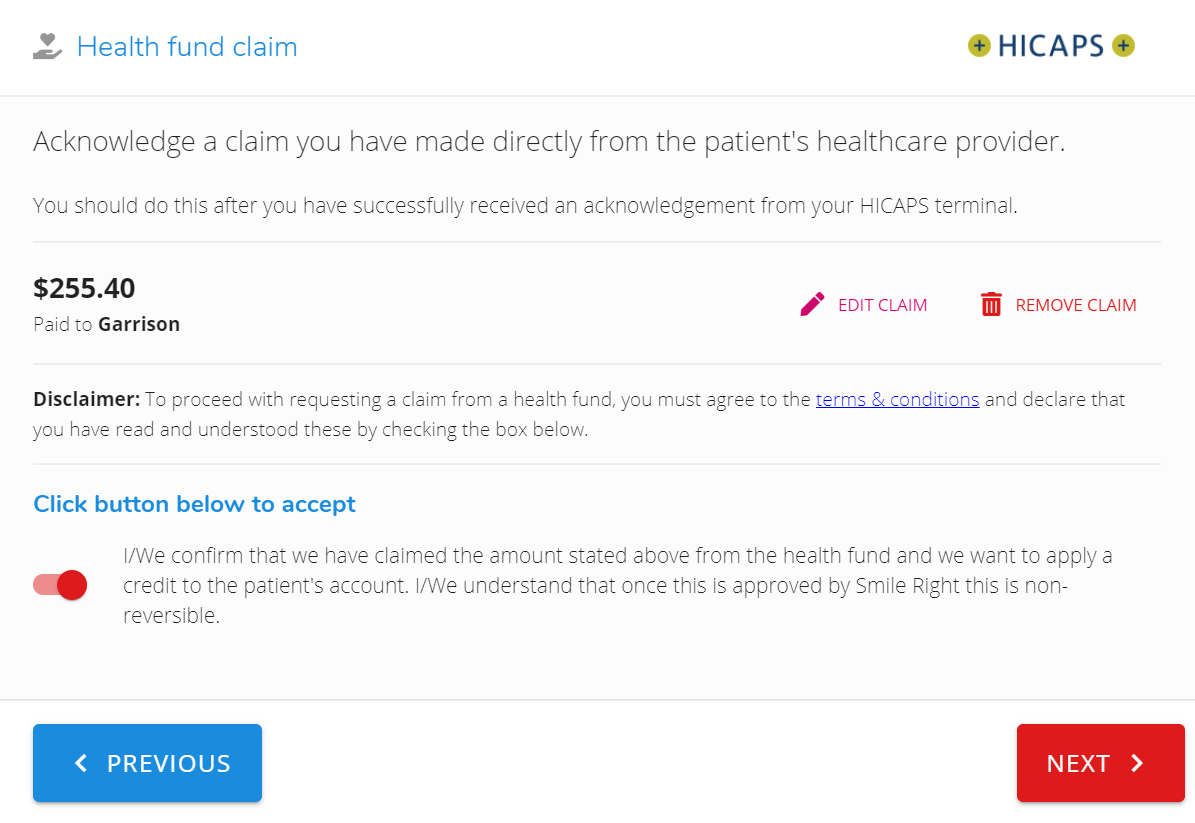 Health fund claim
HICAPS
Acknowledge a claim you have made directly from the patient's healthcare provider.
You should do this after you have successfully received an acknowledgement from your HICAPS terminal.
$255.40
Paid to Garrison
EDIT CLAIM
REMOVE CLAIM
Disclaimer: To proceed with requesting a claim from a health fund, you must agree to the terms & conditions and declare that
you have read and understood these by checking the box below.
Click button below to accept
I/We confirm that we have claimed the amount stated above from the health fund and we want to apply a
credit to the patient's account. I/We understand that once this is approved by Smile Right this is non-
reversible.
PREVIOUS
NEXT